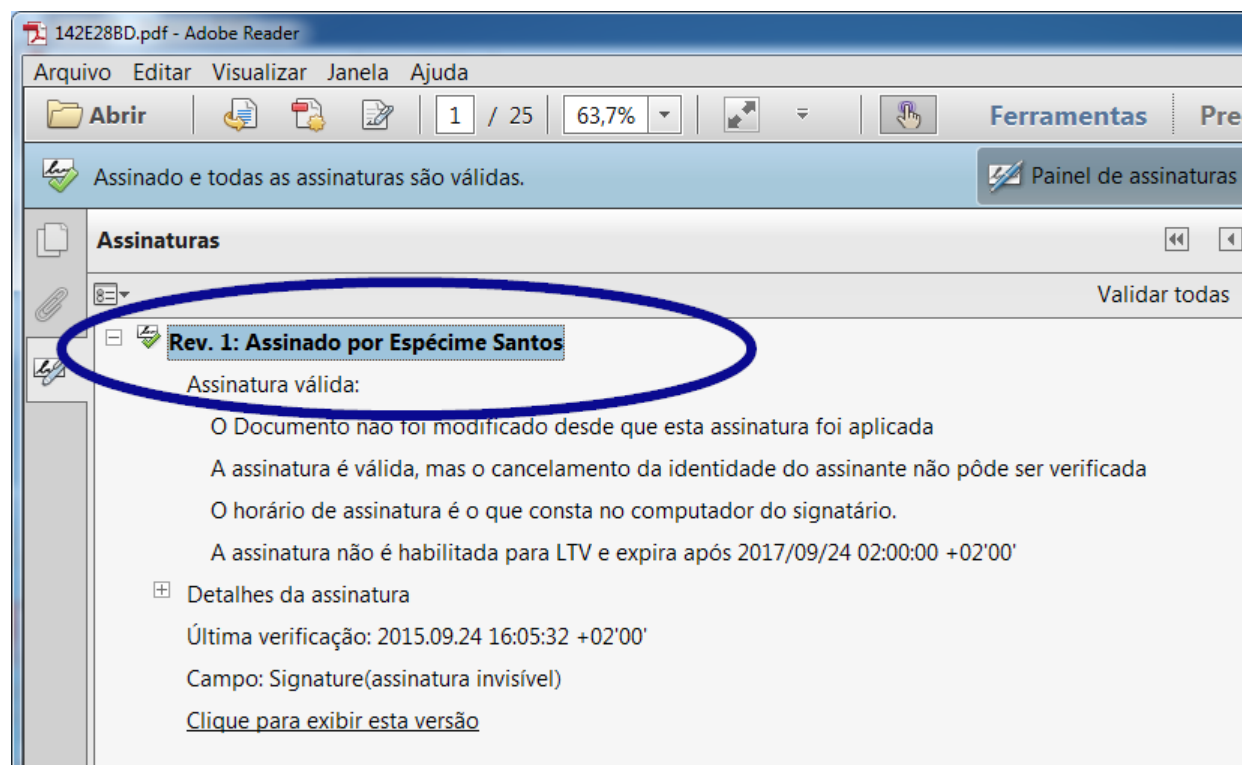 142E28BD.pdf - Adobe Reader
Arquivo Editar Visualizar Janela Ajuda
Abrir 1 / 25 63,7% Ferramentas Pre
Assinado e todas as assinaturas são válidas. Painel de assinaturas
Assinaturas
Validar todas
Rev. 1: Assinado por Espécime Santos
Assinatura válida:
O Documento não foi modificado desde que esta assinatura foi aplicada
A assinatura é válida, mas o cancelamento da identidade do assinante não pôde ser verificada
O horário de assinatura é o que consta no computador do signatário.
A assinatura não é habilitada para LTV e expira após 2017/09/24 02:00:00 +02'00'
Detalhes da assinatura
Última verificação: 2015.09.24 16:05:32 +02'00'
Campo: Signature(assinatura invisível)
Clique para exibir esta versão